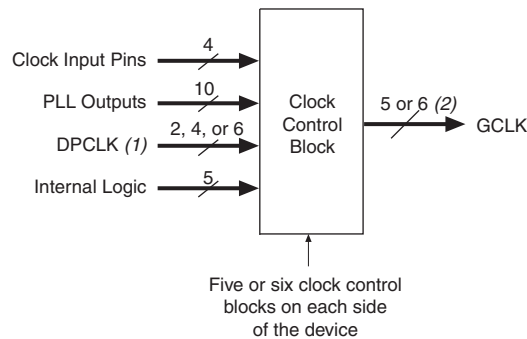 Clock Input Pins
4
PLL Outputs
10
DPCLK (1)
2, 4, or 6
Internal Logic
5
Clock
Control
Block
5 or 6 (2)
GCLK
Five or six clock control
blocks on each side
of the device